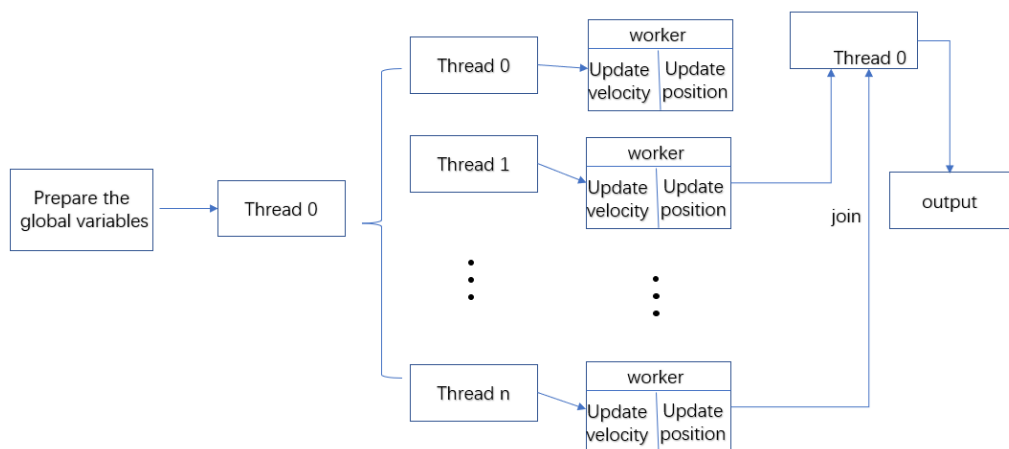 Prepare the
global variables
Thread 0
Thread 0
worker
Update
velocity
Update
position
Thread 1
worker
Update
velocity
Update
position
Thread n
worker
Update
velocity
Update
position
Thread 0
join
output